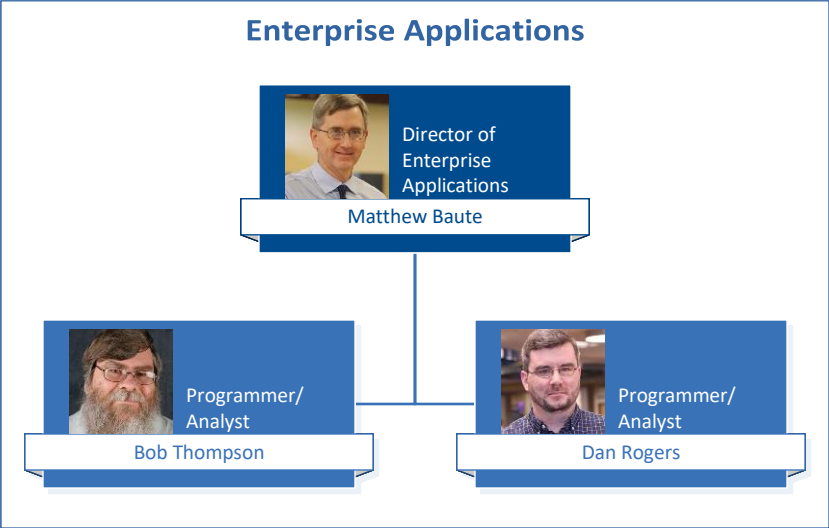 Enterprise Applications
Director of
Enterprise
Applications
Matthew Baute
Programmer/
Analyst
Bob Thompson
Programmer/
Analyst
Dan Rogers